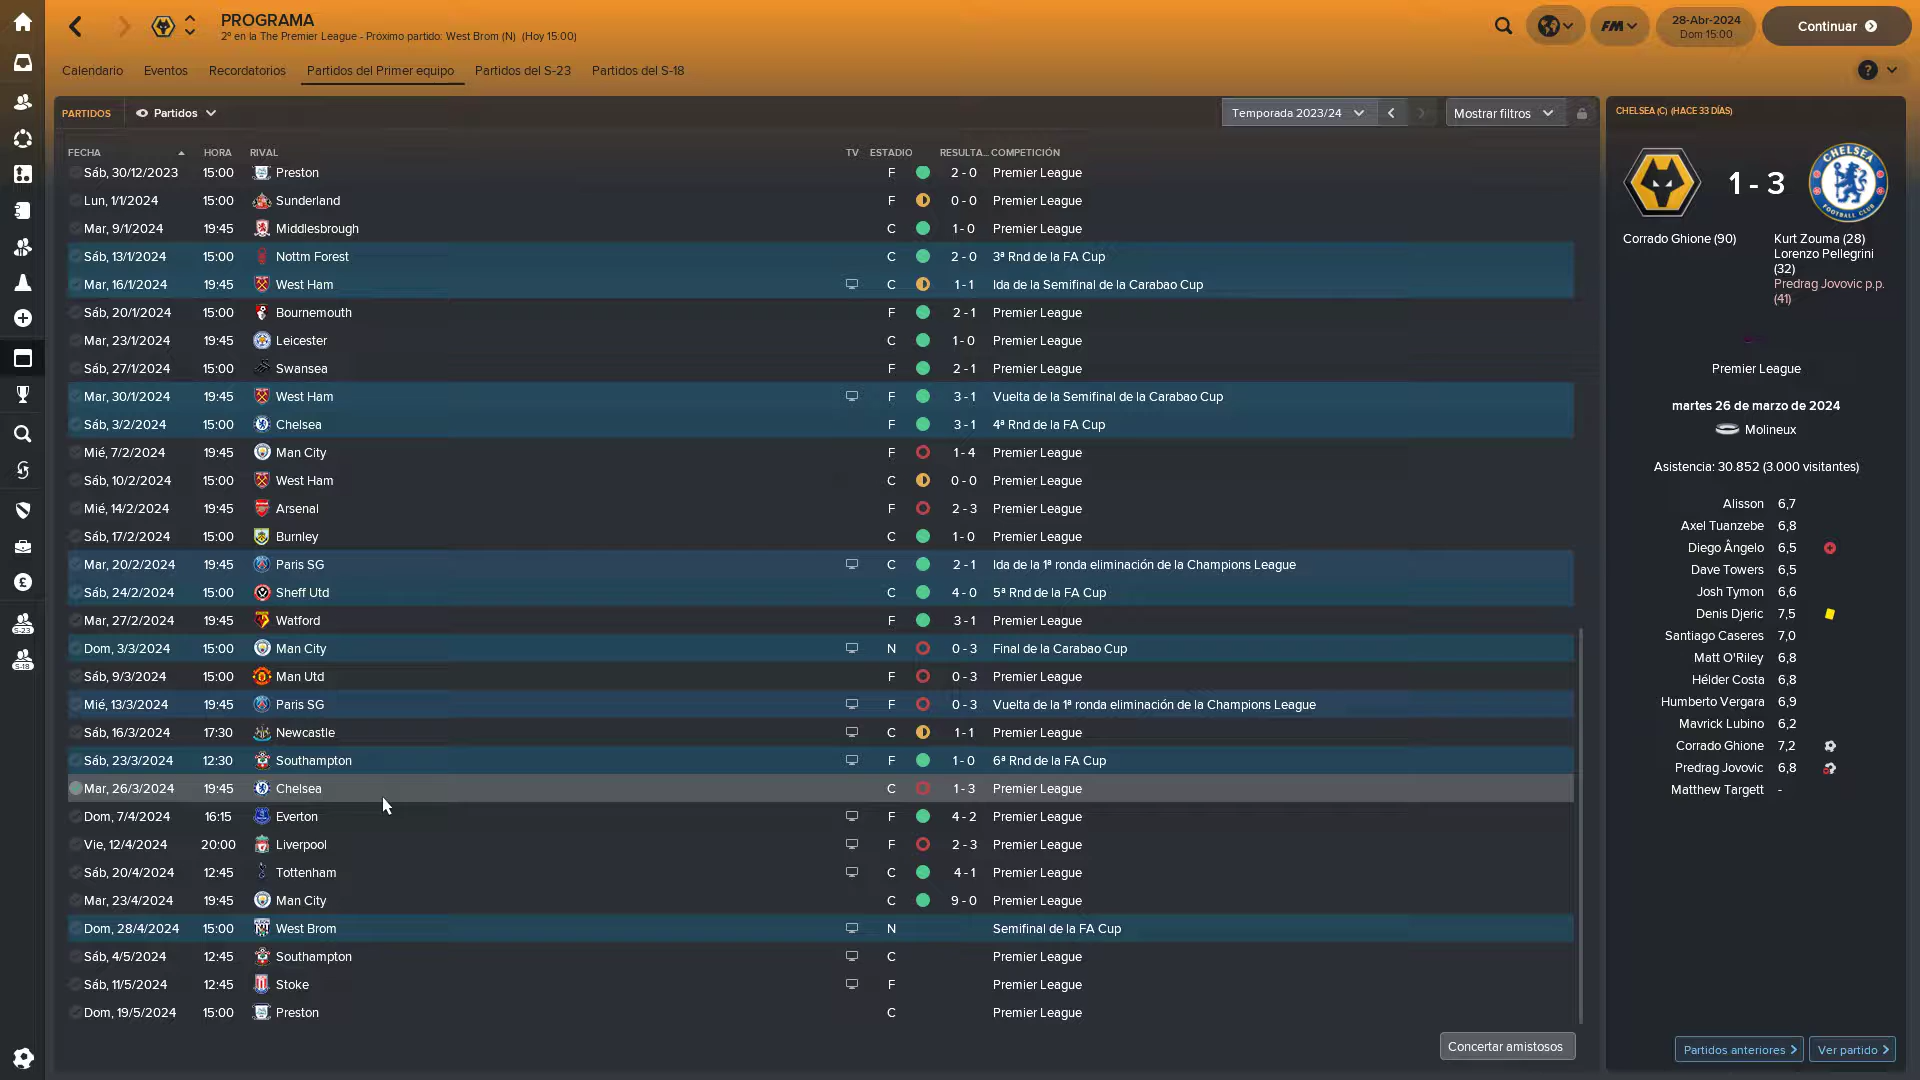 PROGRAMA
2º en la The Premier League - Próximo partido: West Brom (N) (Hoy 15:00)
FM
28-Abr-2024
Dom 15:00
Continuar
Calendario Eventos Recordatorios Partidos del Primer equipo Partidos del S-23 Partidos del S-18
?
PARTIDOS Partidos Temporada 2023/24 Mostrar filtros
FECHA HORA RIVAL TV ESTADIO RESULTA... COMPETICIÓN
Sáb, 30/12/2023 15:00 Preston F 2 - 0 Premier League
Lun, 1/1/2024 15:00 Sunderland F 0 - 0 Premier League
Mar, 9/1/2024 19:45 Middlesbrough C 1 - 0 Premier League
Sáb, 13/1/2024 15:00 Nottm Forest C 2 - 0 3ª Rnd de la FA Cup
Mar, 16/1/2024 19:45 West Ham C 1 - 1 Ida de la Semifinal de la Carabao Cup
Sáb, 20/1/2024 15:00 Bournemouth F 2 - 1 Premier League
Mar, 23/1/2024 19:45 Leicester C 1 - 0 Premier League
Sáb, 27/1/2024 15:00 Swansea F 2 - 1 Premier League
Mar, 30/1/2024 19:45 West Ham F 3 - 1 Vuelta de la Semifinal de la Carabao Cup
Sáb, 3/2/2024 15:00 Chelsea F 3 - 1 4ª Rnd de la FA Cup
Mié, 7/2/2024 19:45 Man City F 1 - 4 Premier League
Sáb, 10/2/2024 15:00 West Ham C 0 - 0 Premier League
Mié, 14/2/2024 19:45 Arsenal F 2 - 3 Premier League
Sáb, 17/2/2024 15:00 Burnley C 1 - 0 Premier League
Mar, 20/2/2024 19:45 Paris SG C 2 - 1 Ida de la 1ª ronda eliminación de la Champions League
Sáb, 24/2/2024 15:00 Sheff Utd C 4 - 0 5ª Rnd de la FA Cup
Mar, 27/2/2024 19:45 Watford F 3 - 1 Premier League
Dom, 3/3/2024 15:00 Man City N 0 - 3 Final de la Carabao Cup
Sáb, 9/3/2024 15:00 Man Utd F 0 - 3 Premier League
Mié, 13/3/2024 19:45 Paris SG F 0 - 3 Vuelta de la 1ª ronda eliminación de la Champions League
Sáb, 16/3/2024 17:30 Newcastle C 1 - 1 Premier League
Sáb, 23/3/2024 12:30 Southampton F 1 - 0 6ª Rnd de la FA Cup
Mar, 26/3/2024 19:45 Chelsea C 1 - 3 Premier League
Dom, 7/4/2024 16:15 Everton F 4 - 2 Premier League
Vie, 12/4/2024 20:00 Liverpool F 2 - 3 Premier League
Sáb, 20/4/2024 12:45 Tottenham C 4 - 1 Premier League
Mar, 23/4/2024 19:45 Man City C 9 - 0 Premier League
Dom, 28/4/2024 15:00 West Brom N Semifinal de la FA Cup
Sáb, 4/5/2024 12:45 Southampton C Premier League
Sáb, 11/5/2024 12:45 Stoke F Premier League
Dom, 19/5/2024 15:00 Preston C Premier League
Concertar amistosos
S-23
S-18
CHELSEA (C) (HACE 33 DÍAS)
1 - 3
CHELSEA
FOOTBALL CLUB
Corrado Ghione (90)
Kurt Zouma (28)
Lorenzo Pellegrini
(32)
Predrag Jovovic p.p.
(41)
Premier League
martes 26 de marzo de 2024
Molineux
Asistencia: 30.852 (3.000 visitantes)
Alisson 6,7
Axel Tuanzebe 6,8
Diego Ângelo 6,5
Dave Towers 6,5
Josh Tymon 6,6
Denis Djeric 7,5
Santiago Caseres 7,0
Matt O'Riley 6,8
Hélder Costa 6,8
Humberto Vergara 6,9
Mavrick Lubino 6,2
Corrado Ghione 7,2
Predrag Jovovic 6,8
Matthew Targett -
Partidos anteriores Ver partido